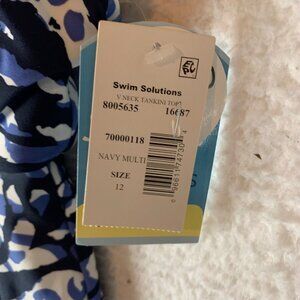 Swim Solutions
V NECK TANKINI TOP?
8005635 16687
70000118
NAVY MULTI
SIZE
12